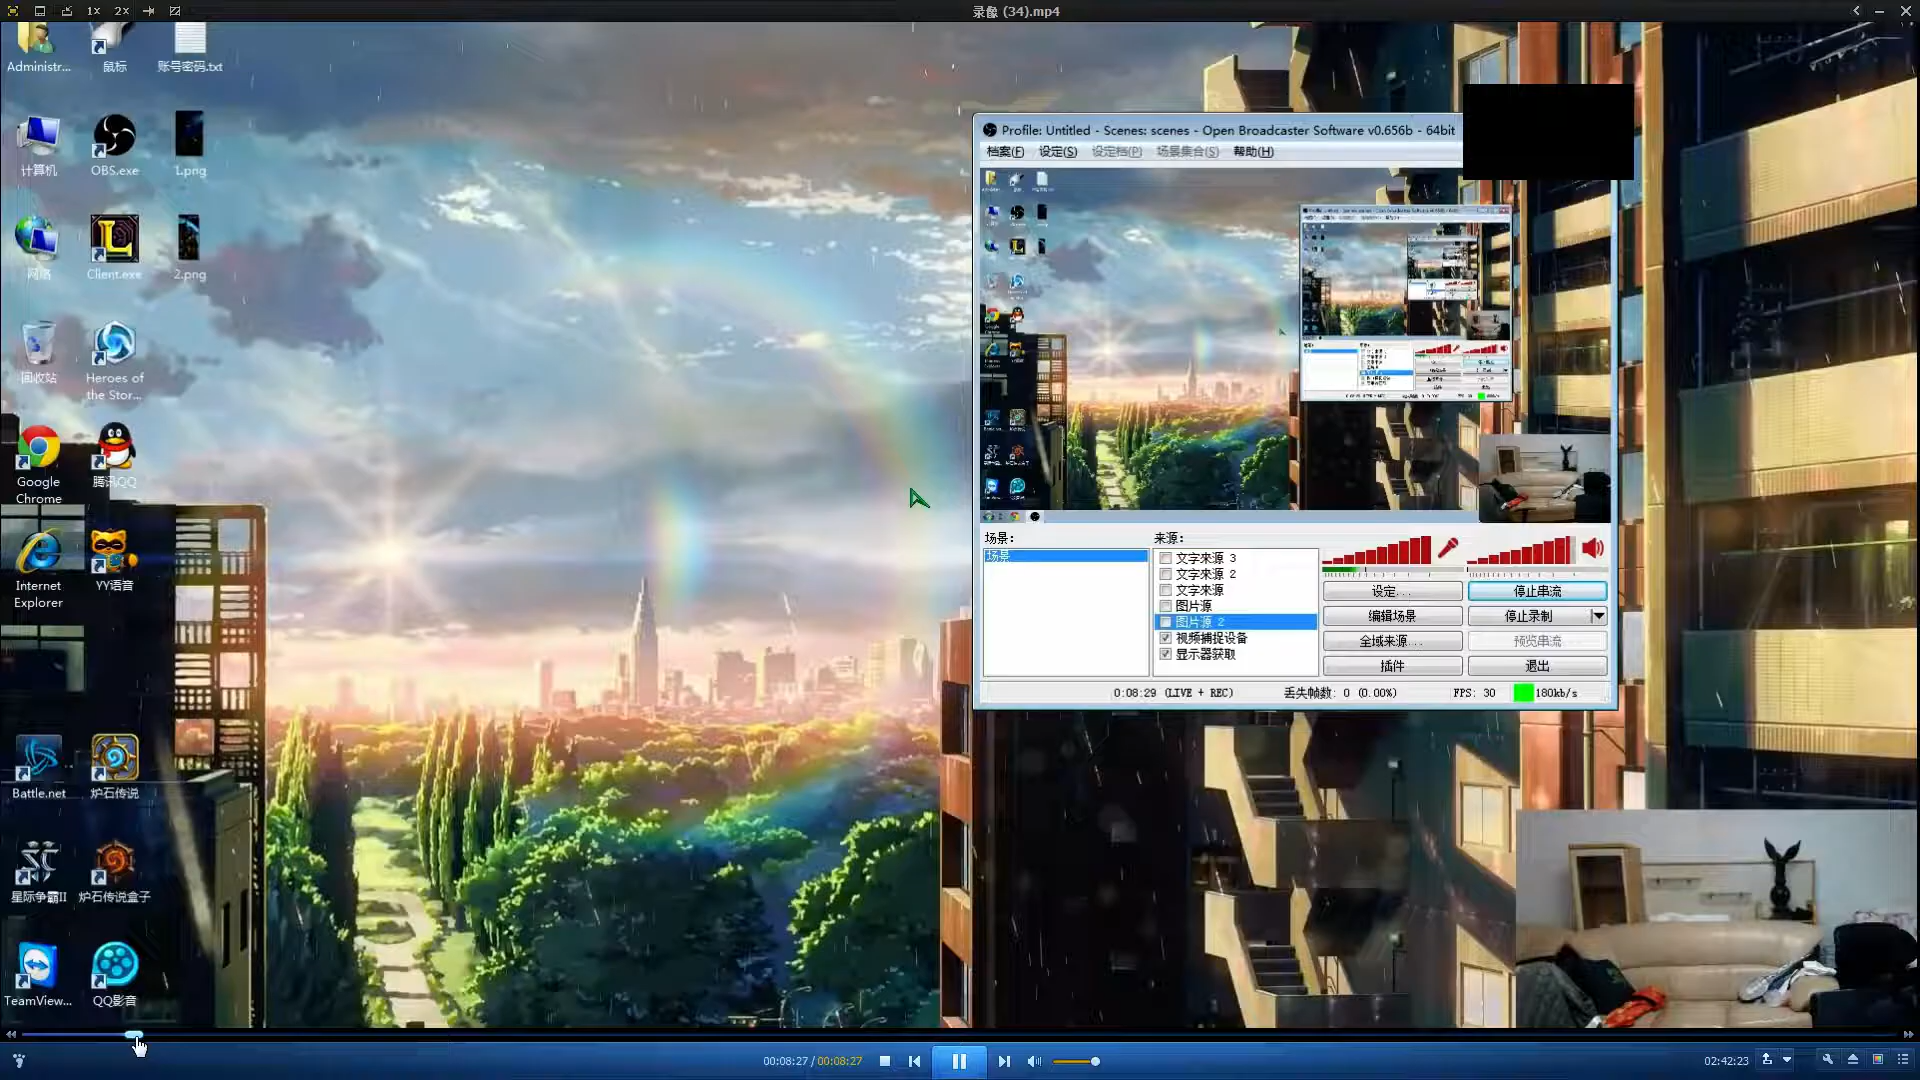 1× 2× 录像 (34).mp4
Administr... 鼠标 账号密码.txt
计算机 OBS.exe 1.png
网络 Client.exe 2.png
回收站 Heroes of
the Stor...
Google
Chrome 腾讯QQ
Internet
Explorer YY语音
Battle.net 炉石传说
星际争霸II 炉石传说盒子
TeamView... QQ影音
Profile: Untitled - Scenes: scenes - Open Broadcaster Software v0.656b - 64bit
档案(F) 设定(S) 设定档(P) 场景集合(S) 帮助(H)
场景: 来源:
场景
文字来源 3
文字来源 2
文字来源
图片源
图片源 2
视频捕捉设备
显示器获取
设定... 停止串流
编辑场景 停止录制
全域来源... 预览串流
插件 退出
0:08:29 (LIVE + REC) 丢失帧数: 0 (0.00%) FPS: 30 180kb/s
00:08:27 / 00:08:27 02:42:23